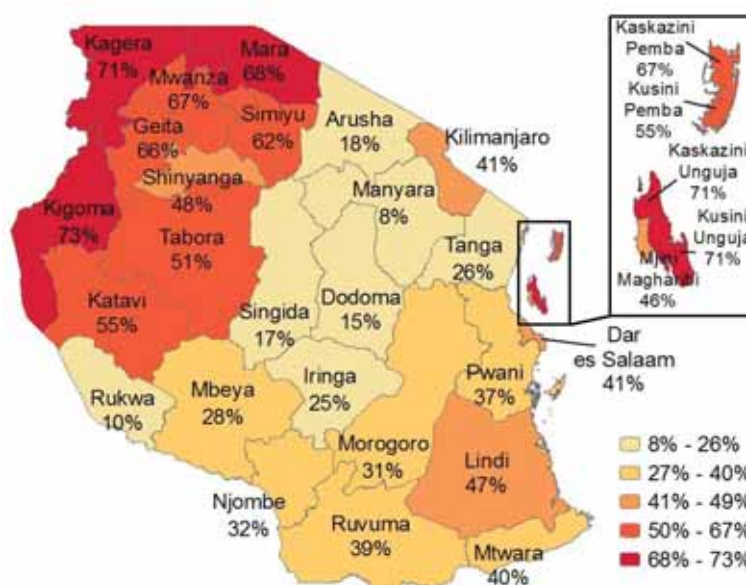 Kagera
71%
Mara
68%
Mwanza
67%
Geita
66%
Simiyu
62%
Shinyanga
48%
Kigoma
73%
Tabora
51%
Katavi
55%
Arusha
18%
Kilimanjaro
41%
Manyara
8%
Tanga
26%
Singida
17%
Dodoma
15%
Rukwa
10%
Mbeya
28%
Iringa
25%
Morogoro
31%
Pwani
37%
Dar
es Salaam
41%
Lindi
47%
Njombe
32%
Ruvuma
39%
Mtwara
40%
Kaskazini
Pemba
67%
Kusini
Pemba
55%
Kaskazini
Unguja
71%
Kusini
Unguja
71%
Mjini
Magharibi
46%
8% - 26%
27% - 40%
41% - 49%
50% - 67%
68% - 73%